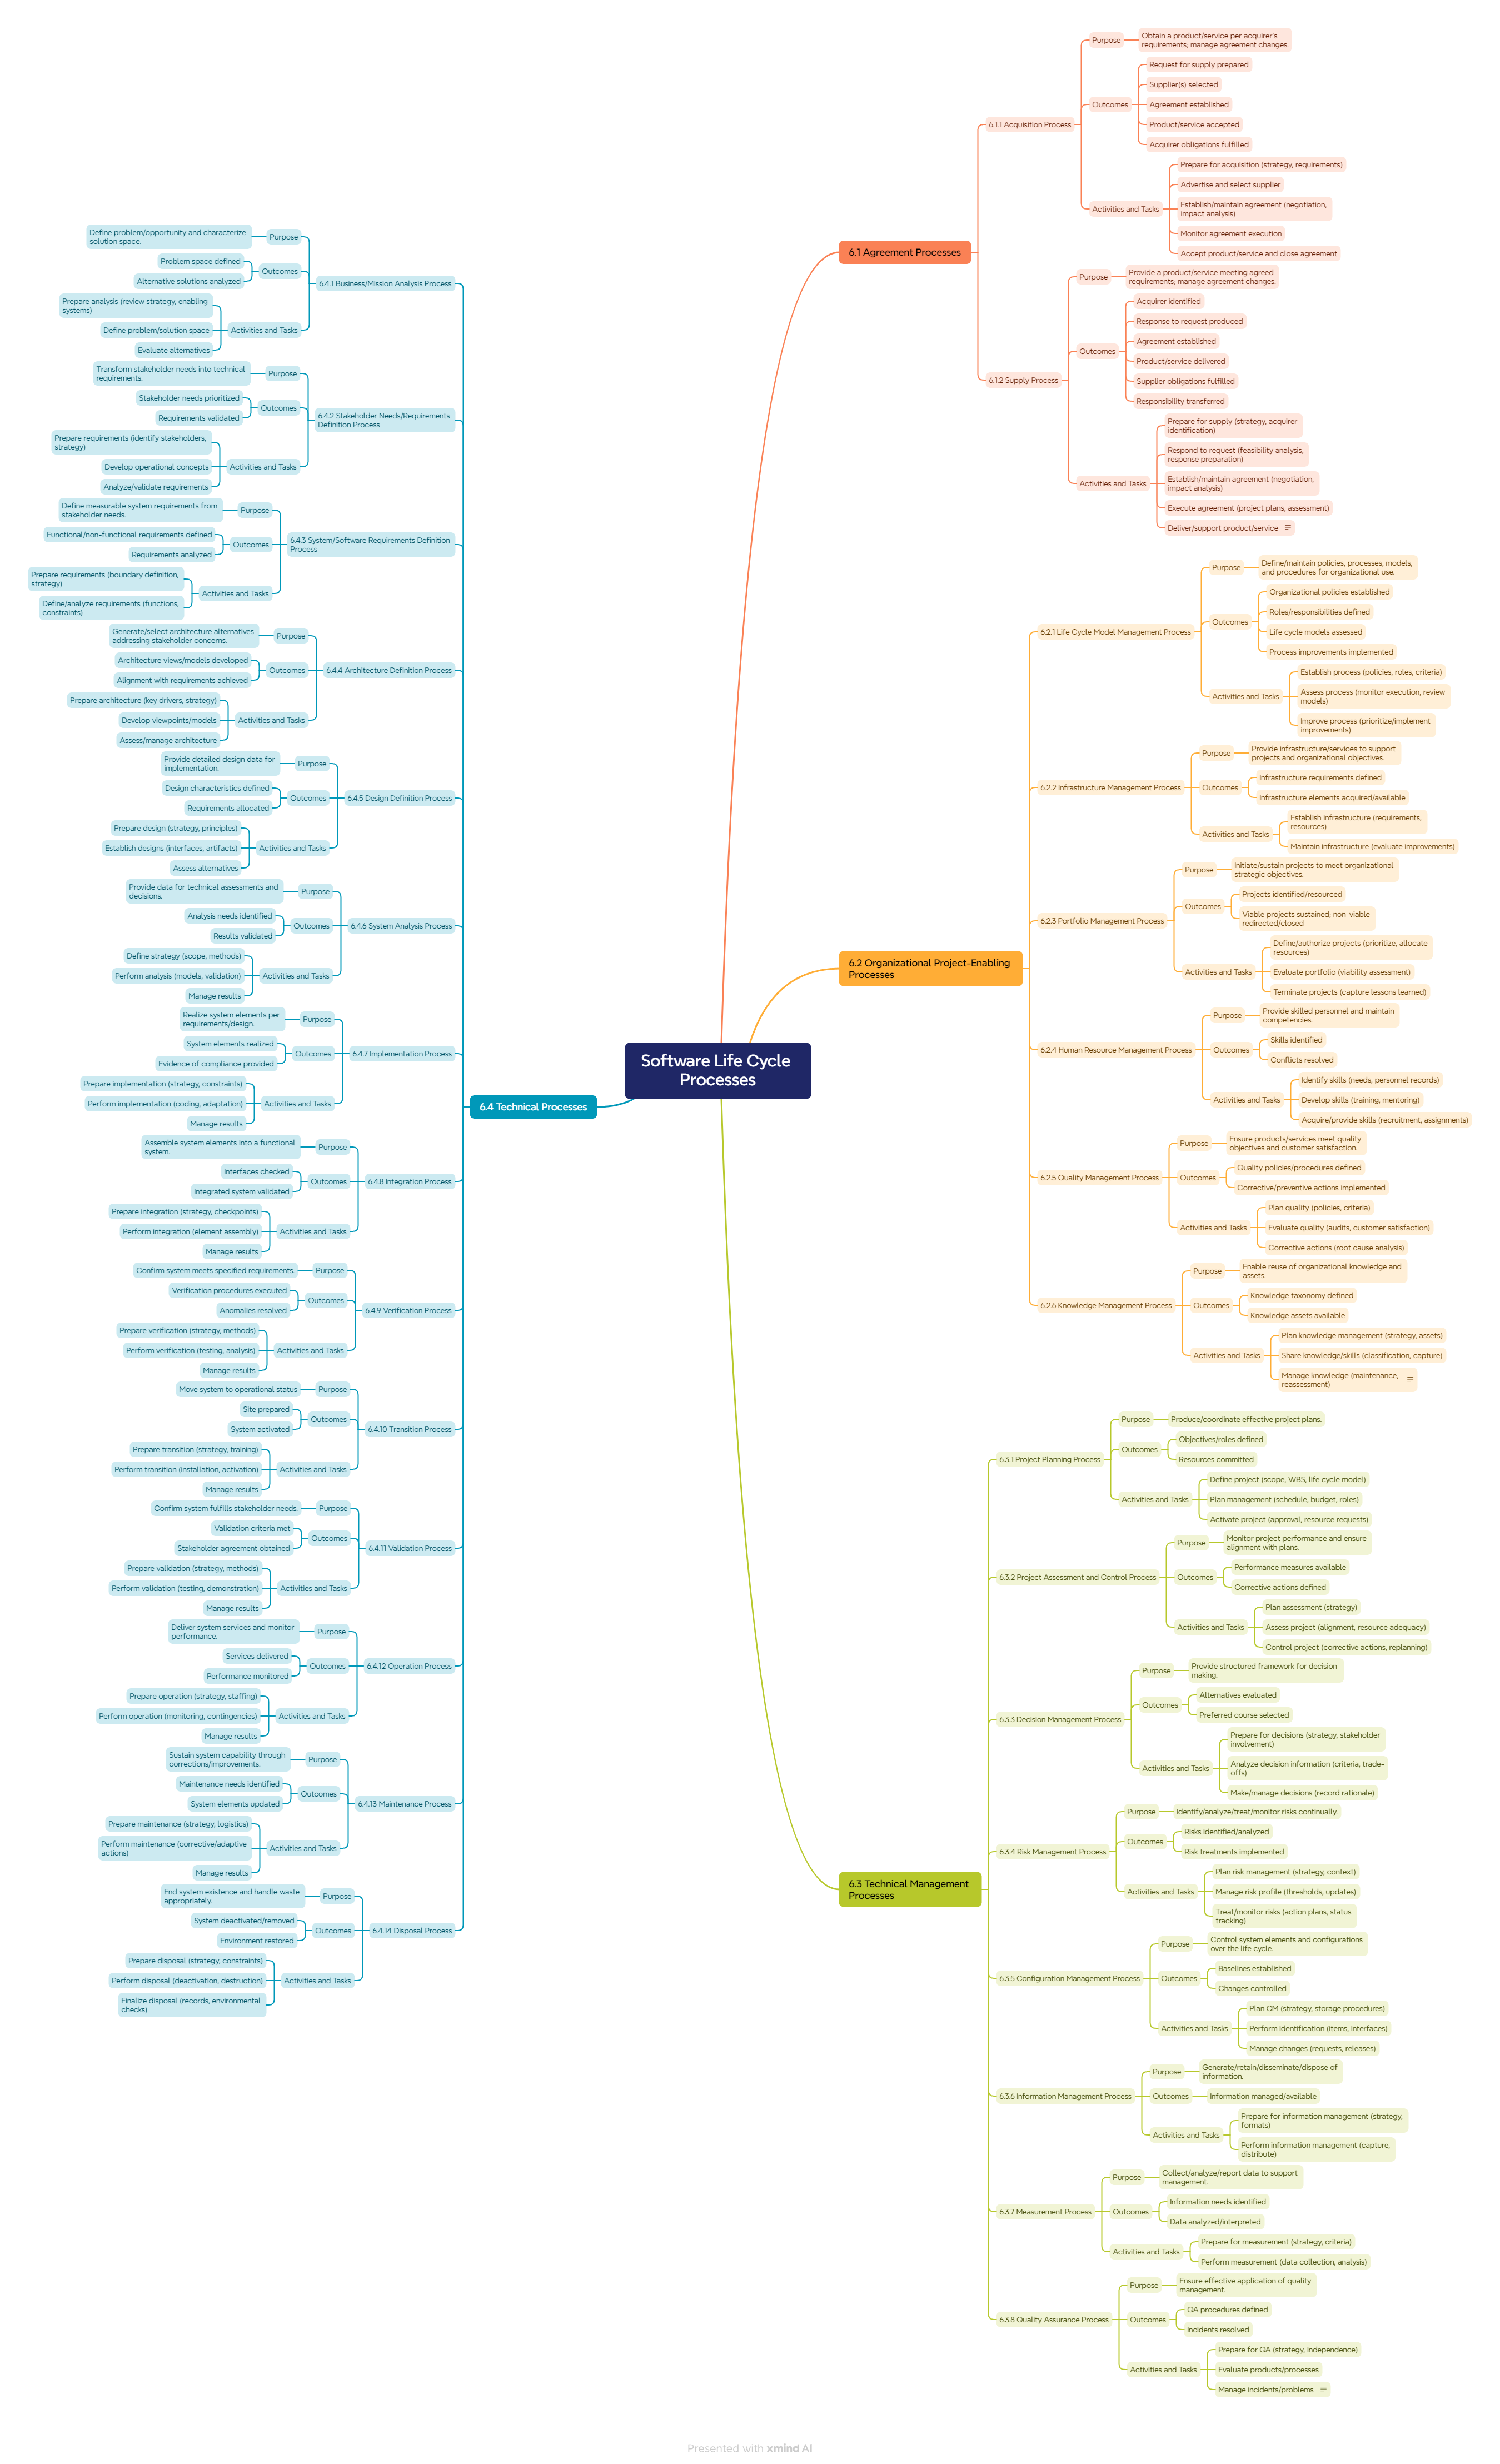 Software Life Cycle
Processes
6.1 Agreement Processes
6.1.1 Acquisition Process
Purpose
Obtain a product/service per acquirer's
requirements; manage agreement changes.
Outcomes
Request for supply prepared
Supplier(s) selected
Agreement established
Product/service accepted
Acquirer obligations fulfilled
Activities and Tasks
Prepare for acquisition (strategy, requirements)
Advertise and select supplier
Establish/maintain agreement (negotiation,
impact analysis)
Monitor agreement execution
Accept product/service and close agreement
6.1.2 Supply Process
Purpose
Provide a product/service meeting agreed
requirements; manage agreement changes.
Outcomes
Acquirer identified
Response to request produced
Agreement established
Product/service delivered
Supplier obligations fulfilled
Responsibility transferred
Activities and Tasks
Prepare for supply (strategy, acquirer
identification)
Respond to request (feasibility analysis,
response preparation)
Establish/maintain agreement (negotiation,
impact analysis)
Execute agreement (project plans, assessment)
Deliver/support product/service
6.2 Organizational Project-Enabling
Processes
6.2.1 Life Cycle Model Management Process
Purpose
Define/maintain policies, processes, models,
and procedures for organizational use.
Outcomes
Organizational policies established
Roles/responsibilities defined
Life cycle models assessed
Process improvements implemented
Activities and Tasks
Establish process (policies, roles, criteria)
Assess process (monitor execution, review
models)
Improve process (prioritize/implement
improvements)
6.2.2 Infrastructure Management Process
Purpose
Provide infrastructure/services to support
projects and organizational objectives.
Outcomes
Infrastructure requirements defined
Infrastructure elements acquired/available
Activities and Tasks
Establish infrastructure (requirements,
resources)
Maintain infrastructure (evaluate improvements)
6.2.3 Portfolio Management Process
Purpose
Initiate/sustain projects to meet organizational
strategic objectives.
Outcomes
Projects identified/resourced
Viable projects sustained; non-viable
redirected/closed
Activities and Tasks
Define/authorize projects (prioritize, allocate
resources)
Evaluate portfolio (viability assessment)
Terminate projects (capture lessons learned)
6.2.4 Human Resource Management Process
Purpose
Provide skilled personnel and maintain
competencies.
Outcomes
Skills identified
Conflicts resolved
Activities and Tasks
Identify skills (needs, personnel records)
Develop skills (training, mentoring)
Acquire/provide skills (recruitment, assignments)
6.2.5 Quality Management Process
Purpose
Ensure products/services meet quality
objectives and customer satisfaction.
Outcomes
Quality policies/procedures defined
Corrective/preventive actions implemented
Activities and Tasks
Plan quality (policies, criteria)
Evaluate quality (audits, customer satisfaction)
Corrective actions (root cause analysis)
6.2.6 Knowledge Management Process
Purpose
Enable reuse of organizational knowledge and
assets.
Outcomes
Knowledge taxonomy defined
Knowledge assets available
Activities and Tasks
Plan knowledge management (strategy, assets)
Share knowledge/skills (classification, capture)
Manage knowledge (maintenance,
reassessment)
6.3 Technical Management
Processes
6.3.1 Project Planning Process
Purpose
Produce/coordinate effective project plans.
Outcomes
Objectives/roles defined
Resources committed
Activities and Tasks
Define project (scope, WBS, life cycle model)
Plan management (schedule, budget, roles)
Activate project (approval, resource requests)
6.3.2 Project Assessment and Control Process
Purpose
Monitor project performance and ensure
alignment with plans.
Outcomes
Performance measures available
Corrective actions defined
Activities and Tasks
Plan assessment (strategy)
Assess project (alignment, resource adequacy)
Control project (corrective actions, replanning)
6.3.3 Decision Management Process
Purpose
Provide structured framework for decision-
making.
Outcomes
Alternatives evaluated
Preferred course selected
Activities and Tasks
Prepare for decisions (strategy, stakeholder
involvement)
Analyze decision information (criteria, trade-
offs)
Make/manage decisions (record rationale)
6.3.4 Risk Management Process
Purpose
Identify/analyze/treat/monitor risks continually.
Outcomes
Risks identified/analyzed
Risk treatments implemented
Activities and Tasks
Plan risk management (strategy, context)
Manage risk profile (thresholds, updates)
Treat/monitor risks (action plans, status
tracking)
6.3.5 Configuration Management Process
Purpose
Control system elements and configurations
over the life cycle.
Outcomes
Baselines established
Changes controlled
Activities and Tasks
Plan CM (strategy, storage procedures)
Perform identification (items, interfaces)
Manage changes (requests, releases)
6.3.6 Information Management Process
Purpose
Generate/retain/disseminate/dispose of
information.
Outcomes
Information managed/available
Activities and Tasks
Prepare for information management (strategy,
formats)
Perform information management (capture,
distribute)
6.3.7 Measurement Process
Purpose
Collect/analyze/report data to support
management.
Outcomes
Information needs identified
Data analyzed/interpreted
Activities and Tasks
Prepare for measurement (strategy, criteria)
Perform measurement (data collection, analysis)
6.3.8 Quality Assurance Process
Purpose
Ensure effective application of quality
management.
Outcomes
QA procedures defined
Incidents resolved
Activities and Tasks
Prepare for QA (strategy, independence)
Evaluate products/processes
Manage incidents/problems
6.4 Technical Processes
6.4.1 Business/Mission Analysis Process
Purpose
Define problem/opportunity and characterize
solution space.
Outcomes
Problem space defined
Alternative solutions analyzed
Activities and Tasks
Prepare analysis (review strategy, enabling
systems)
Define problem/solution space
Evaluate alternatives
6.4.2 Stakeholder Needs/Requirements
Definition Process
Purpose
Transform stakeholder needs into technical
requirements.
Outcomes
Stakeholder needs prioritized
Requirements validated
Activities and Tasks
Prepare requirements (identify stakeholders,
strategy)
Develop operational concepts
Analyze/validate requirements
6.4.3 System/Software Requirements Definition
Process
Purpose
Define measurable system requirements from
stakeholder needs.
Outcomes
Functional/non-functional requirements defined
Requirements analyzed
Activities and Tasks
Prepare requirements (boundary definition,
strategy)
Define/analyze requirements (functions,
constraints)
6.4.4 Architecture Definition Process
Purpose
Generate/select architecture alternatives
addressing stakeholder concerns.
Outcomes
Architecture views/models developed
Alignment with requirements achieved
Activities and Tasks
Prepare architecture (key drivers, strategy)
Develop viewpoints/models
Assess/manage architecture
6.4.5 Design Definition Process
Purpose
Provide detailed design data for
implementation.
Outcomes
Design characteristics defined
Requirements allocated
Activities and Tasks
Prepare design (strategy, principles)
Establish designs (interfaces, artifacts)
Assess alternatives
6.4.6 System Analysis Process
Purpose
Provide data for technical assessments and
decisions.
Outcomes
Analysis needs identified
Results validated
Activities and Tasks
Define strategy (scope, methods)
Perform analysis (models, validation)
Manage results
6.4.7 Implementation Process
Purpose
Realize system elements per
requirements/design.
Outcomes
System elements realized
Evidence of compliance provided
Activities and Tasks
Prepare implementation (strategy, constraints)
Perform implementation (coding, adaptation)
Manage results
6.4.8 Integration Process
Purpose
Assemble system elements into a functional
system.
Outcomes
Interfaces checked
Integrated system validated
Activities and Tasks
Prepare integration (strategy, checkpoints)
Perform integration (element assembly)
Manage results
6.4.9 Verification Process
Purpose
Confirm system meets specified requirements.
Outcomes
Verification procedures executed
Anomalies resolved
Activities and Tasks
Prepare verification (strategy, methods)
Perform verification (testing, analysis)
Manage results
6.4.10 Transition Process
Purpose
Move system to operational status
Outcomes
Site prepared
System activated
Activities and Tasks
Prepare transition (strategy, training)
Perform transition (installation, activation)
Manage results
6.4.11 Validation Process
Purpose
Confirm system fulfills stakeholder needs.
Outcomes
Validation criteria met
Stakeholder agreement obtained
Activities and Tasks
Prepare validation (strategy, methods)
Perform validation (testing, demonstration)
Manage results
6.4.12 Operation Process
Purpose
Deliver system services and monitor
performance.
Outcomes
Services delivered
Performance monitored
Activities and Tasks
Prepare operation (strategy, staffing)
Perform operation (monitoring, contingencies)
Manage results
6.4.13 Maintenance Process
Purpose
Sustain system capability through
corrections/improvements.
Outcomes
Maintenance needs identified
System elements updated
Activities and Tasks
Prepare maintenance (strategy, logistics)
Perform maintenance (corrective/adaptive
actions)
Manage results
6.4.14 Disposal Process
Purpose
End system existence and handle waste
appropriately.
Outcomes
System deactivated/removed
Environment restored
Activities and Tasks
Prepare disposal (strategy, constraints)
Perform disposal (deactivation, destruction)
Finalize disposal (records, environmental
checks)
Presented with xmind AI